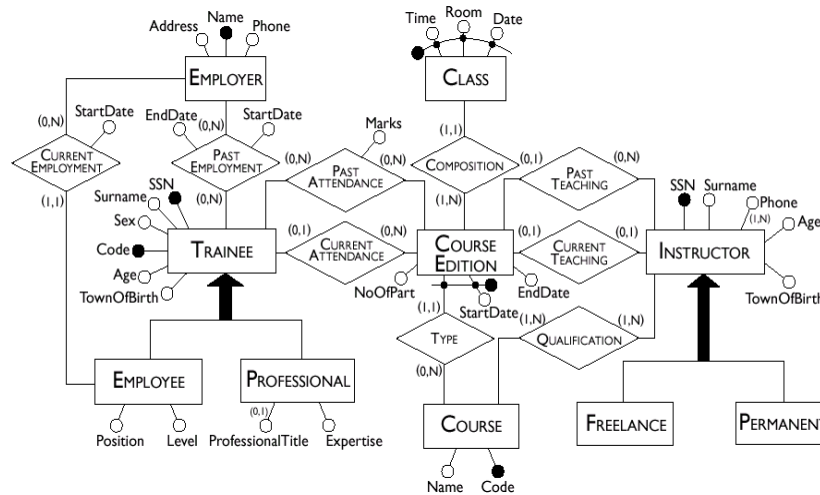 Name
Address
Phone
EMPLOYER
Time
Room
Date
CLASS
(0,N)
StartDate
EndDate
(0,N)
StartDate
Marks
(1,1)
CURRENT
EMPLOYMENT
PAST
EMPLOYMENT
(0,N)
PAST
ATTENDANCE
(0,N)
COMPOSITION
(0,1)
PAST
TEACHING
(0,N)
(1,1)
Surname
SSN
(0,N)
(1,N)
SSN
Surname
Phone
(1,N)
Sex
Code
TRAINEE
(0,1)
CURRENT
ATTENDANCE
(0,N)
COURSE
EDITION
(0,1)
CURRENT
TEACHING
(0,1)
INSTRUCTOR
Age
Age
TownOfBirth
NoOfPart
EndDate
StartDate
TownOfBirth
(1,1)
TYPE
(0,N)
(1,N)
QUALIFICATION
(1,N)
EMPLOYEE
PROFESSIONAL
(0,1)
Position
Level
ProfessionalTitle
Expertise
COURSE
FREELANCE
PERMANENT
Name
Code